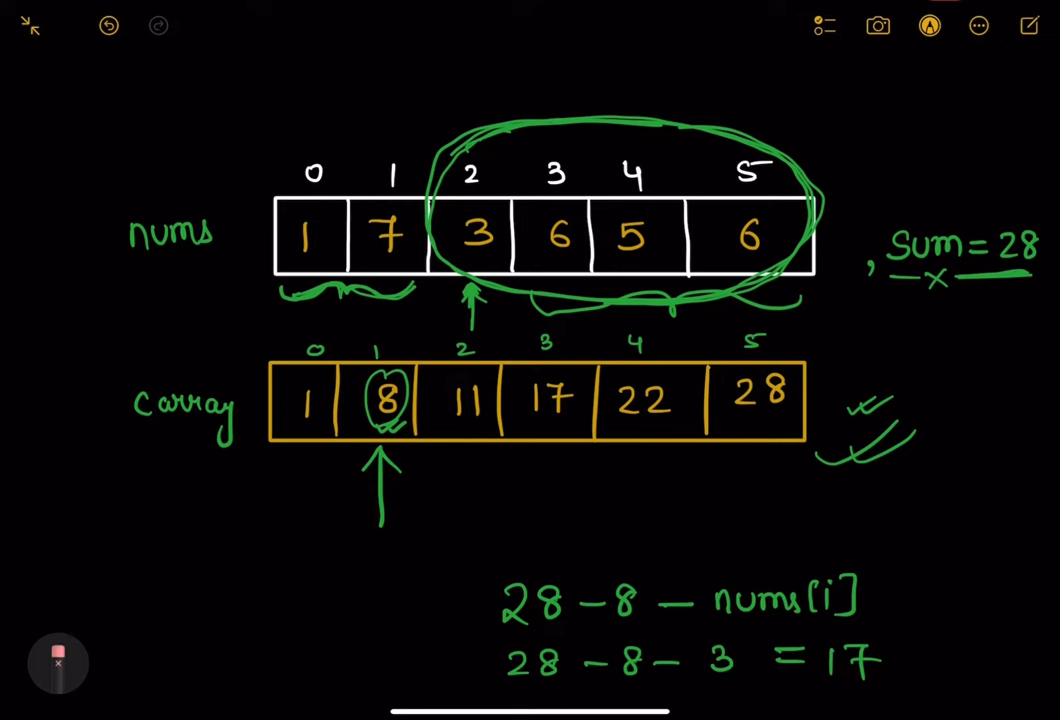 0 1 2 3 4 5
nums 1 7 3 6 5 6 , Sum = 28
0 1 2 3 4 5
carray 1 8 11 17 22 28
28 - 8 - nums[i]
28 - 8 - 3 = 17